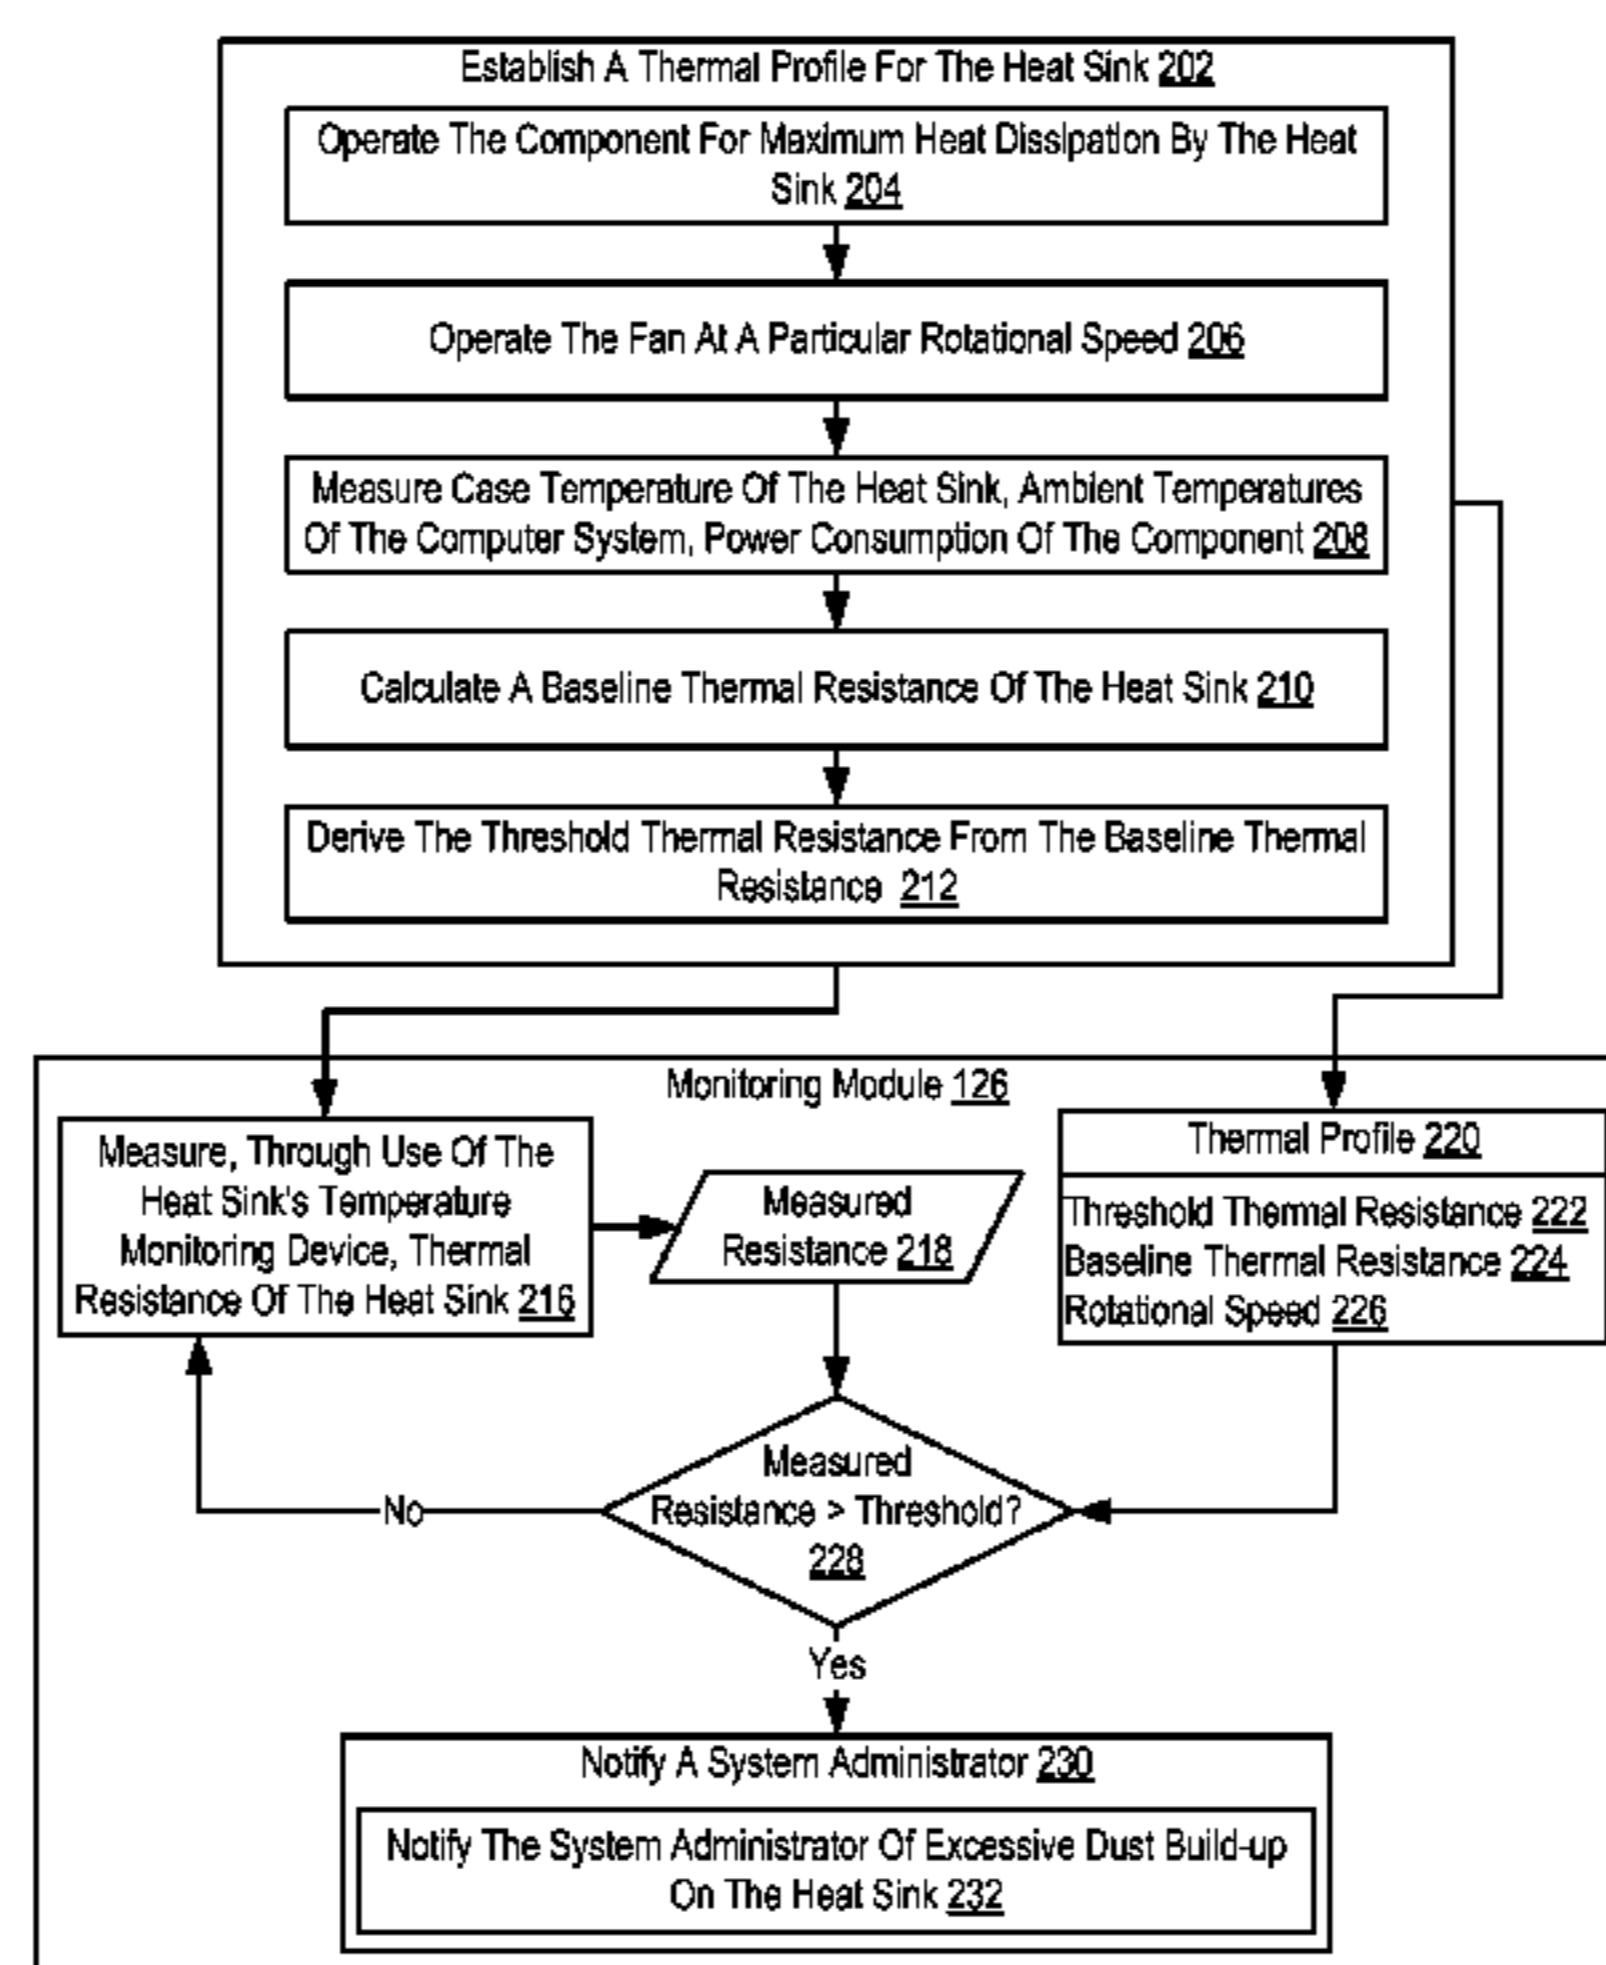 Establish A Thermal Profile For The Heat Sink 202
Operate The Component For Maximum Heat Dissipation By The Heat
Sink 204
Operate The Fan At A Particular Rotational Speed 206
Measure Case Temperature Of The Heat Sink, Ambient Temperatures
Of The Computer System, Power Consumption Of The Component 208
Calculate A Baseline Thermal Resistance Of The Heat Sink 210
Derive The Threshold Thermal Resistance From The Baseline Thermal
Resistance 212
Monitoring Module 126
Measure, Through Use Of The
Heat Sink's Temperature
Monitoring Device, Thermal
Resistance Of The Heat Sink 216
Measured
Resistance 218
Thermal Profile 220
Threshold Thermal Resistance 222
Baseline Thermal Resistance 224
Rotational Speed 226
Measured
Resistance > Threshold?
228
No
Yes
Notify A System Administrator 230
Notify The System Administrator Of Excessive Dust Build-up
On The Heat Sink 232